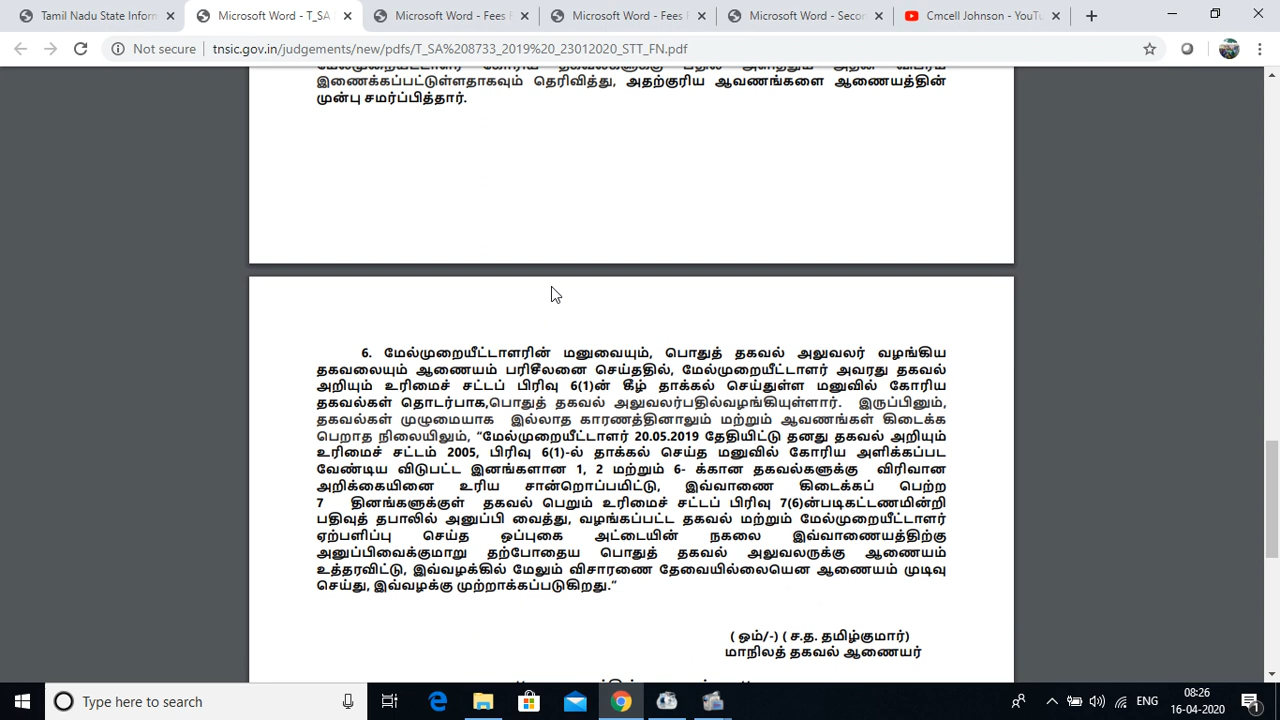 Tamil Nadu State Inform
Microsoft Word - T_SA
Microsoft Word - Fees F
Microsoft Word - Fees F
Microsoft Word - Secor
Cmcell Johnson - YouTu
Not secure
tnsic.gov.in/judgements/new/pdfs/T_SA%208733_2019%20_23012020_STT_FN.pdf
மேல்முறையீட்டாளர் கோரிய தகவல்களுக்கு பதில் அளித்தும் அதன் விபரம்
இணைக்கப்பட்டுள்ளதாகவும் தெரிவித்து, அதற்குரிய ஆவணங்களை ஆணையத்தின்
முன்பு சமர்ப்பித்தார்.
6. மேல்முறையீட்டாளரின் மனுவையும், பொதுத் தகவல் அலுவலர் வழங்கிய
தகவலையும் ஆணையம் பரிசீலனை செய்ததில், மேல்முறையீட்டாளர் அவரது தகவல்
அறியும் உரிமைச் சட்டப் பிரிவு 6(1)ன் கீழ் தாக்கல் செய்துள்ள மனுவில் கோரிய
தகவல்கள் தொடர்பாக,பொதுத் தகவல் அலுவலர்பதில்வழங்கியுள்ளார். இருப்பினும்,
தகவல்கள் முழுமையாக இல்லாத காரணத்தினாலும் மற்றும் ஆவணங்கள் கிடைக்க
பெறாத நிலையிலும், “மேல்முறையீட்டாளர் 20.05.2019 தேதியிட்டு தனது தகவல் அறியும்
உரிமைச் சட்டம் 2005, பிரிவு 6(1)-ல் தாக்கல் செய்த மனுவில் கோரிய அளிக்கப்பட
வேண்டிய விடுபட்ட இனங்களான 1, 2 மற்றும் 6- க்கான தகவல்களுக்கு விரிவான
அறிக்கையினை உரிய சான்றொப்பமிட்டு, இவ்வாணை கிடைக்கப் பெற்ற
7 தினங்களுக்குள் தகவல் பெறும் உரிமைச் சட்டப் பிரிவு 7(6)ன்படிகட்டணமின்றி
பதிவுத் தபாலில் அனுப்பி வைத்து, வழங்கப்பட்ட தகவல் மற்றும் மேல்முறையீட்டாளர்
ஏற்பளிப்பு செய்த ஒப்புகை அட்டையின் நகலை இவ்வாணையத்திற்கு
அனுப்பிவைக்குமாறு தற்போதைய பொதுத் தகவல் அலுவலருக்கு ஆணையம்
உத்தரவிட்டு, இவ்வழக்கில் மேலும் விசாரணை தேவையில்லையென ஆணையம் முடிவு
செய்து, இவ்வழக்கு முற்றாக்கப்படுகிறது.”
( ஒம்/-) ( ச.த. தமிழ்குமார்)
மாநிலத் தகவல் ஆணையர்
Type here to search
ENG
08:26
16-04-2020
1